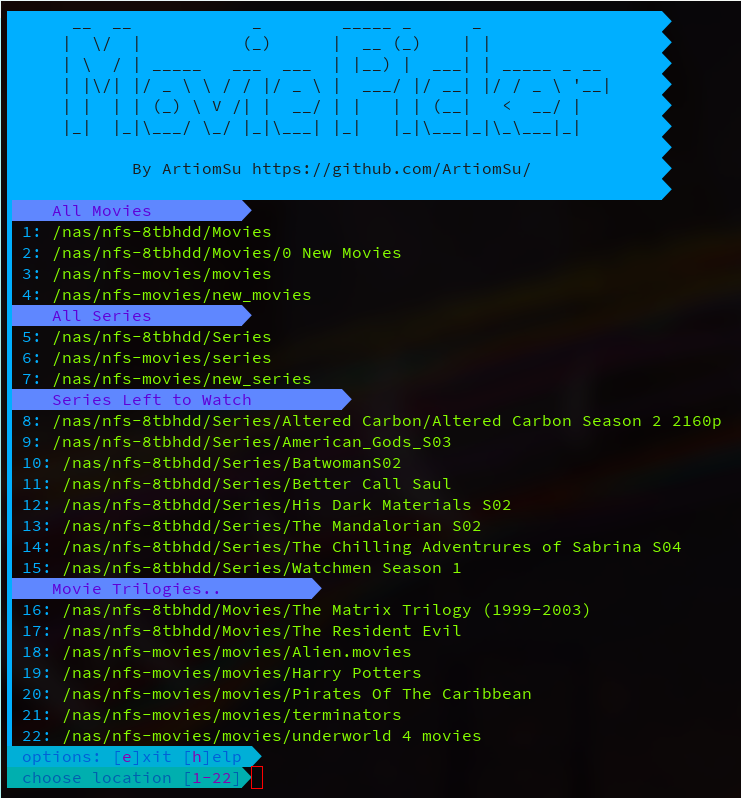 Movie Picker
By ArtiomSu https://github.com/ArtiomSu/
All Movies
1: /nas/nfs-8tbhdd/Movies
2: /nas/nfs-8tbhdd/Movies/0 New Movies
3: /nas/nfs-movies/movies
4: /nas/nfs-movies/new_movies
All Series
5: /nas/nfs-8tbhdd/Series
6: /nas/nfs-movies/series
7: /nas/nfs-movies/new_series
Series Left to Watch
8: /nas/nfs-8tbhdd/Series/Altered Carbon/Altered Carbon Season 2 2160p
9: /nas/nfs-8tbhdd/Series/American_Gods_S03
10: /nas/nfs-8tbhdd/Series/BatwomanS02
11: /nas/nfs-8tbhdd/Series/Better Call Saul
12: /nas/nfs-8tbhdd/Series/His Dark Materials S02
13: /nas/nfs-8tbhdd/Series/The Mandalorian S02
14: /nas/nfs-8tbhdd/Series/The Chilling Adventrures of Sabrina S04
15: /nas/nfs-8tbhdd/Series/Watchmen Season 1
Movie Trilogies..
16: /nas/nfs-8tbhdd/Movies/The Matrix Trilogy (1999-2003)
17: /nas/nfs-8tbhdd/Movies/The Resident Evil
18: /nas/nfs-movies/movies/Alien.movies
19: /nas/nfs-movies/movies/Harry Potters
20: /nas/nfs-movies/movies/Pirates Of The Caribbean
21: /nas/nfs-movies/movies/terminators
22: /nas/nfs-movies/movies/underworld 4 movies
options: [e]xit [h]elp
choose location [1-22]